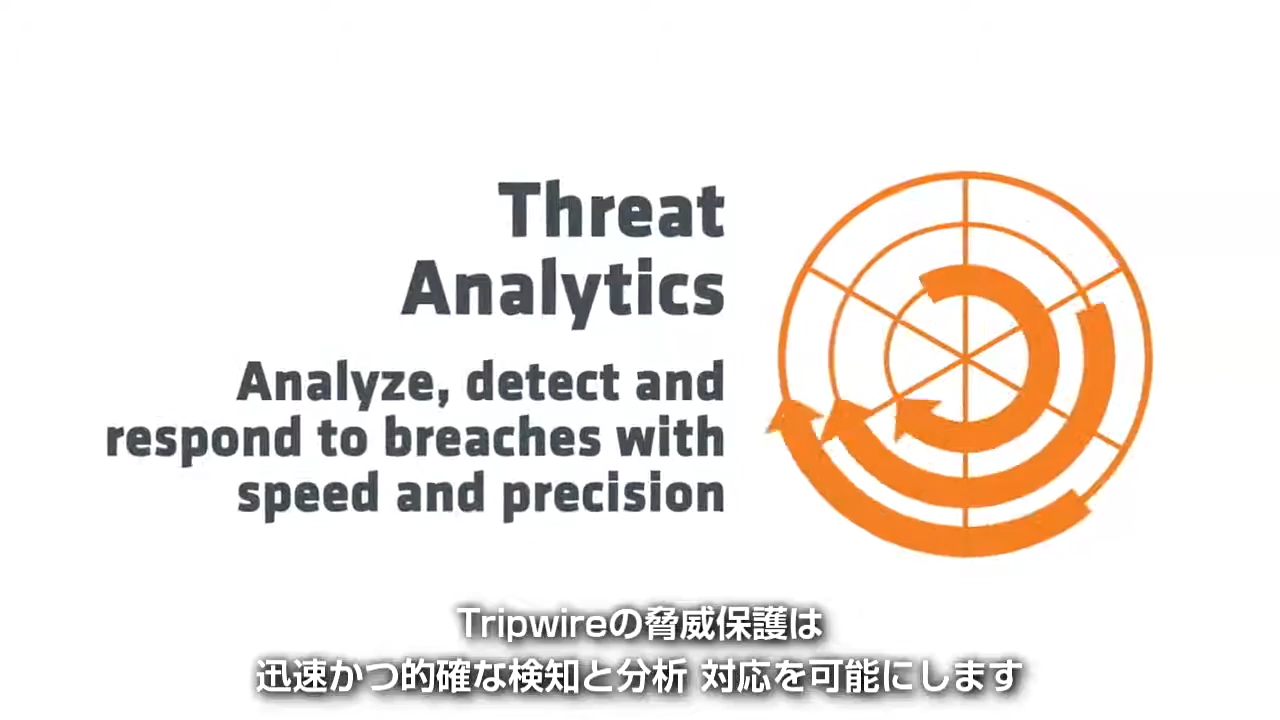 Threat
Analytics
Analyze, detect and
respond to breaches with
speed and precision
Tripwireの脅威保護は
迅速かつ的確な検知と分析 対応を可能にします